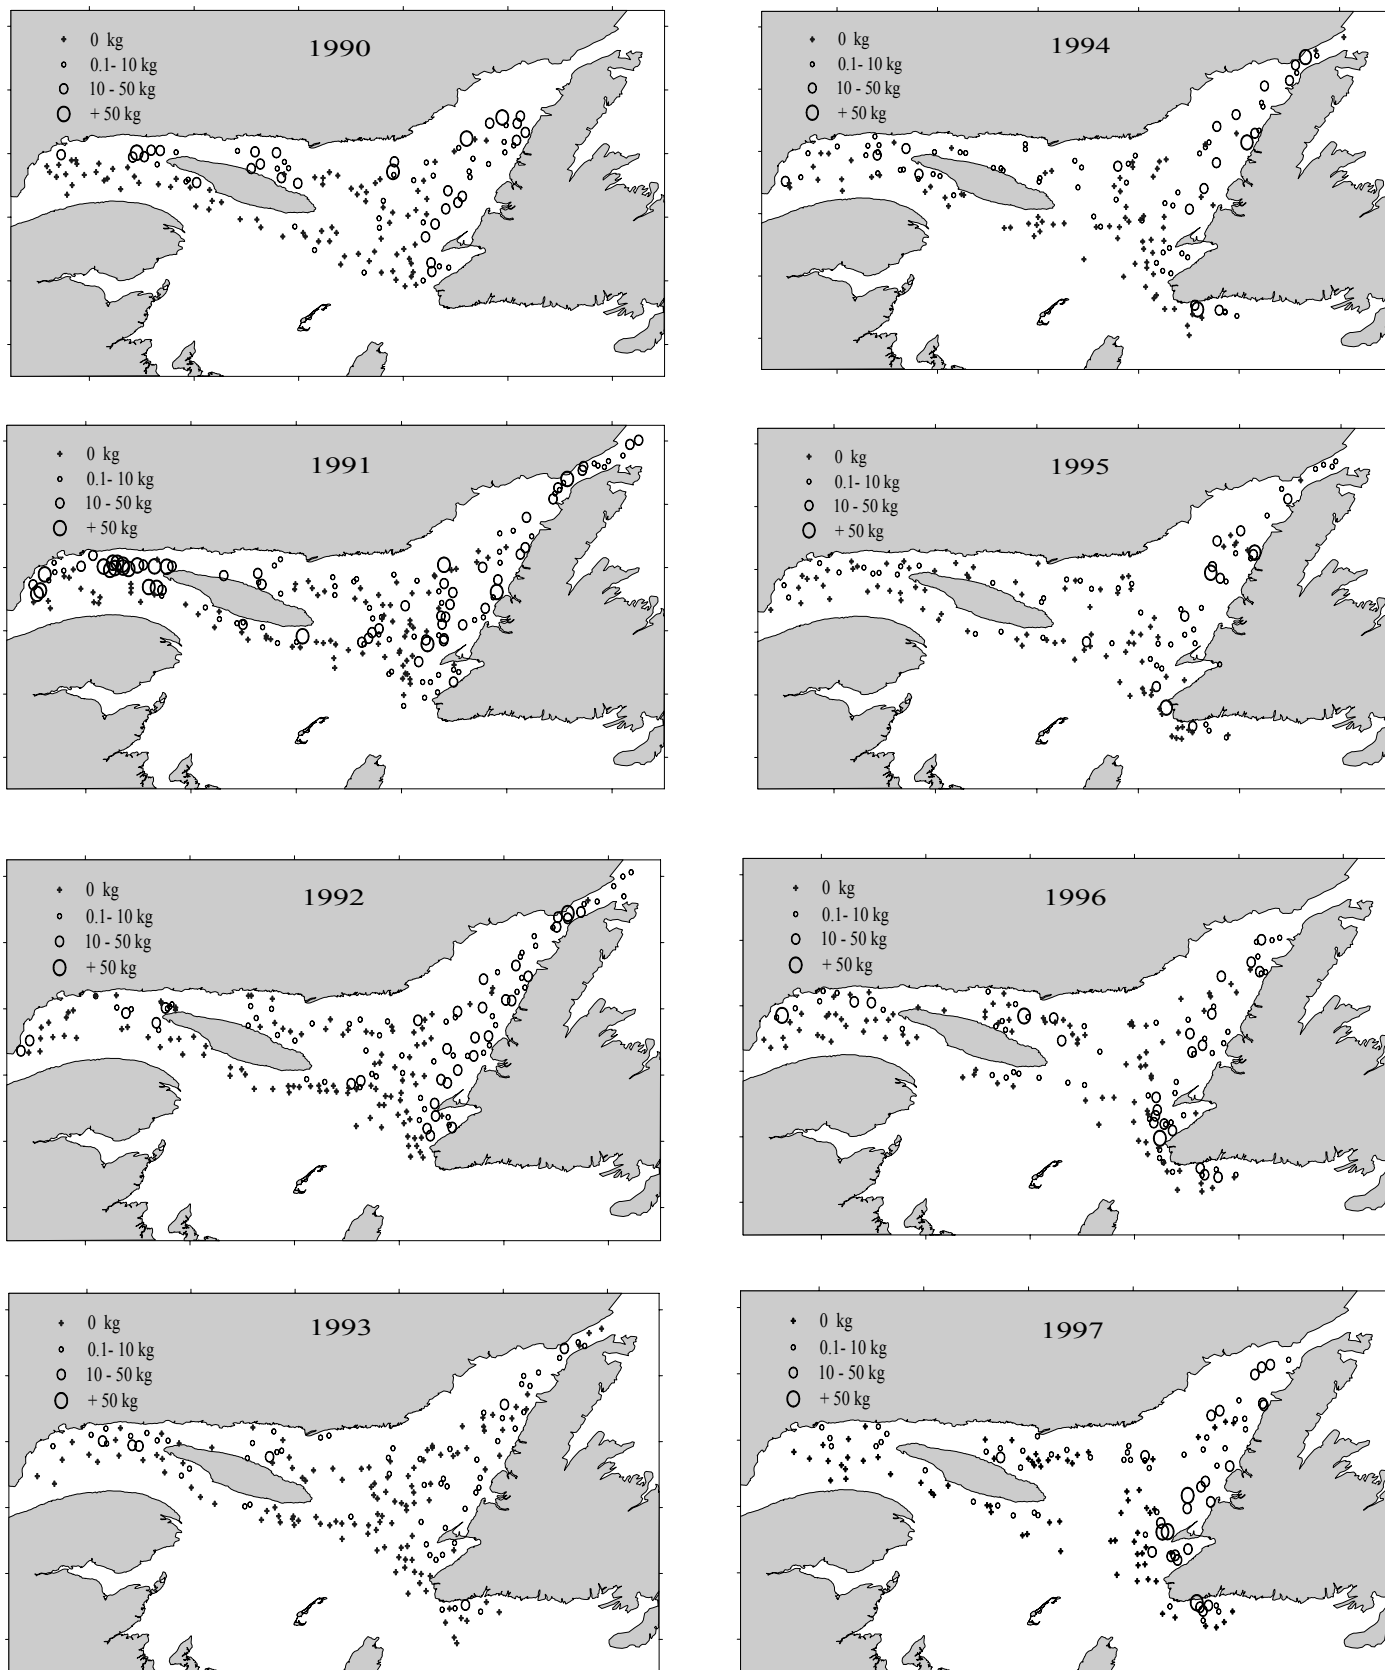 1990
+ 0 kg
0.1- 10 kg
10 - 50 kg
+ 50 kg
1994
+ 0 kg
0.1- 10 kg
10 - 50 kg
+ 50 kg
1991
+ 0 kg
0.1- 10 kg
10 - 50 kg
+ 50 kg
1995
+ 0 kg
0.1- 10 kg
10 - 50 kg
+ 50 kg
1992
+ 0 kg
0.1- 10 kg
10 - 50 kg
+ 50 kg
1996
+ 0 kg
0.1- 10 kg
10 - 50 kg
+ 50 kg
1993
+ 0 kg
0.1- 10 kg
10 - 50 kg
+ 50 kg
1997
+ 0 kg
0.1- 10 kg
10 - 50 kg
+ 50 kg